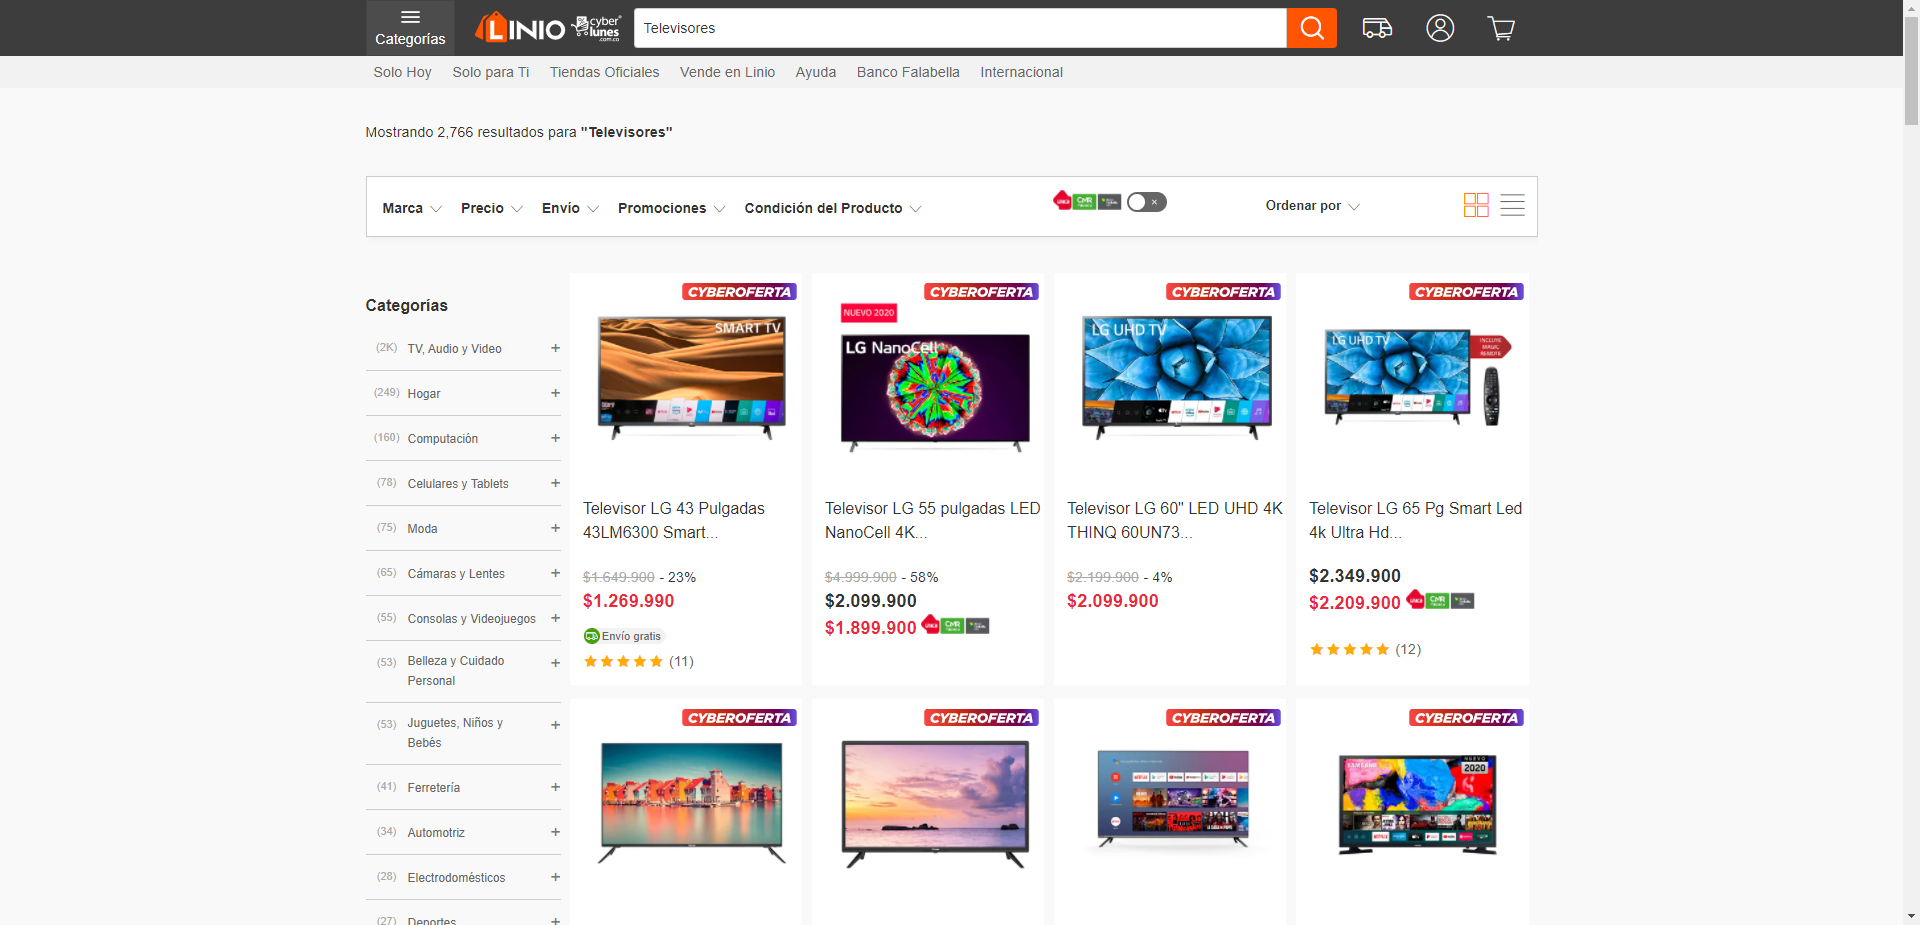 Categorías
LINIO
cyber
lunes
.com.co
Televisores
Solo Hoy
Solo para Ti
Tiendas Oficiales
Vende en Linio
Ayuda
Banco Falabella
Internacional
Mostrando 2,766 resultados para "Televisores"
Marca
Precio
Envío
Promociones
Condición del Producto
CMR
Ordenar por
Categorías
(2K) TV, Audio y Video +
(249) Hogar +
(160) Computación +
(78) Celulares y Tablets +
(75) Moda +
(65) Cámaras y Lentes +
(55) Consolas y Videojuegos +
(53) Belleza y Cuidado
Personal +
(53) Juguetes, Niños y
Bebés +
(41) Ferretería +
(34) Automotriz +
(28) Electrodomésticos +
(27) Deportes +
CYBEROFERTA
SMART TV
Televisor LG 43 Pulgadas
43LM6300 Smart...
$1.649.900 - 23%
$1.269.990
Envío gratis
(11)
CYBEROFERTA
NUEVO 2020
LG NanoCell
Televisor LG 55 pulgadas LED
NanoCell 4K...
$4.999.900 - 58%
$2.099.900
$1.899.900
CMR
CYBEROFERTA
LG UHD TV
Televisor LG 60" LED UHD 4K
THINQ 60UN73...
$2.199.900 - 4%
$2.099.900
CYBEROFERTA
LG UHD TV
INCLUYE
MAGIC
REMOTE
Televisor LG 65 Pg Smart Led
4k Ultra Hd...
$2.349.900
$2.209.900
CMR
(12)
CYBEROFERTA
CYBEROFERTA
CYBEROFERTA
CYBEROFERTA
SAMSUNG
NUEVO
2020